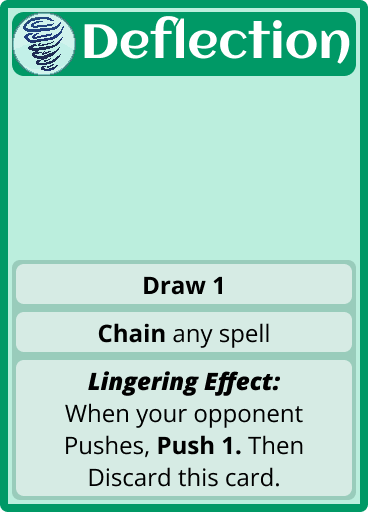 Deflection
Draw 1
Chain any spell
Lingering Effect:
When your opponent
Pushes, Push 1. Then
Discard this card.